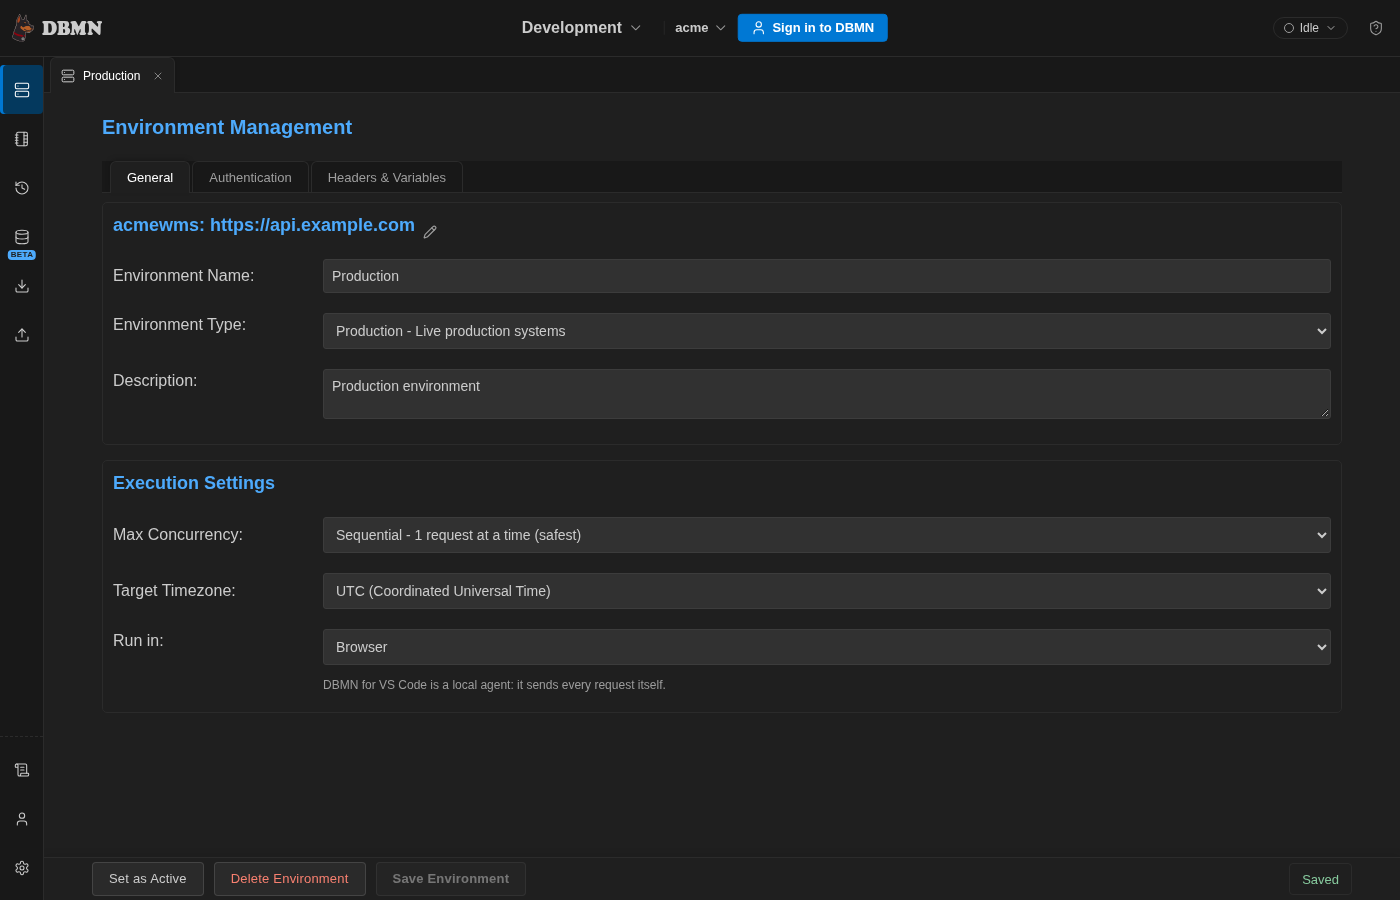 DBMN
Development
acme
Sign in to DBMN
Idle
Production
BETA
Environment Management
General
Authentication
Headers & Variables
acmewms: https://api.example.com
Environment Name:
Production
Environment Type:
Production - Live production systems
Description:
Production environment
Execution Settings
Max Concurrency:
Sequential - 1 request at a time (safest)
Target Timezone:
UTC (Coordinated Universal Time)
Run in:
Browser
DBMN for VS Code is a local agent: it sends every request itself.
Set as Active
Delete Environment
Save Environment
Saved